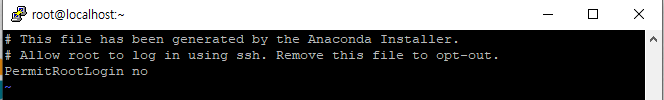 root@localhost:~
# This file has been generated by the Anaconda Installer.
# Allow root to log in using ssh. Remove this file to opt-out.
PermitRootLogin no
~